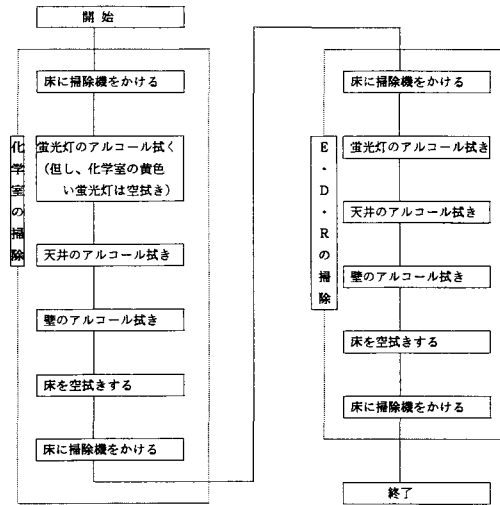 開始
化学室の掃除
床に掃除機をかける
蛍光灯のアルコール拭く
(但し、化学室の黄色
い蛍光灯は空拭き)
天井のアルコール拭き
壁のアルコール拭き
床を空拭きする
床に掃除機をかける
E・D・Rの掃除
床に掃除機をかける
蛍光灯のアルコール拭き
天井のアルコール拭き
壁のアルコール拭き
床を空拭きする
床に掃除機をかける
終了